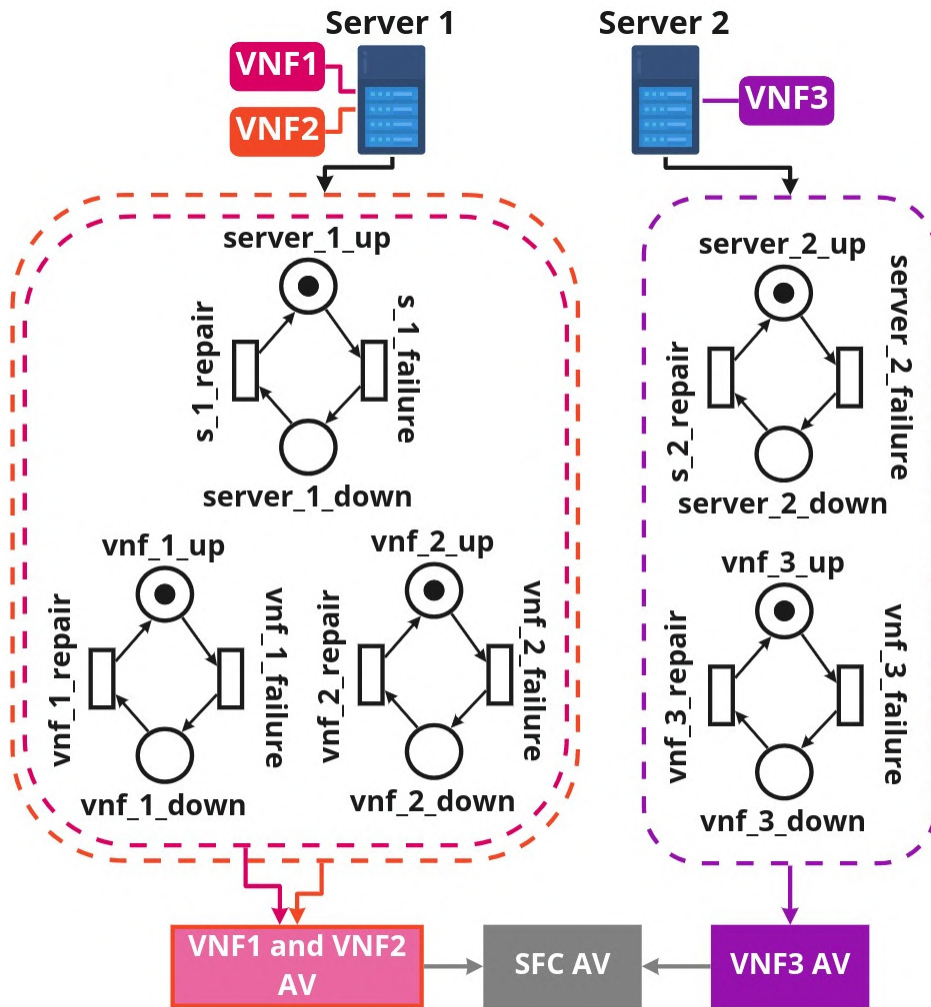 Server 1
Server 2
VNF1
VNF2
VNF3
server_1_up
s_1_repair
s_1_failure
server_1_down
vnf_1_up
vnf_1_repair
vnf_1_failure
vnf_1_down
vnf_2_up
vnf_2_repair
vnf_2_failure
vnf_2_down
server_2_up
s_2_repair
server_2_failure
server_2_down
vnf_3_up
vnf_3_repair
vnf_3_failure
vnf_3_down
VNF1 and VNF2
AV
SFC AV
VNF3 AV